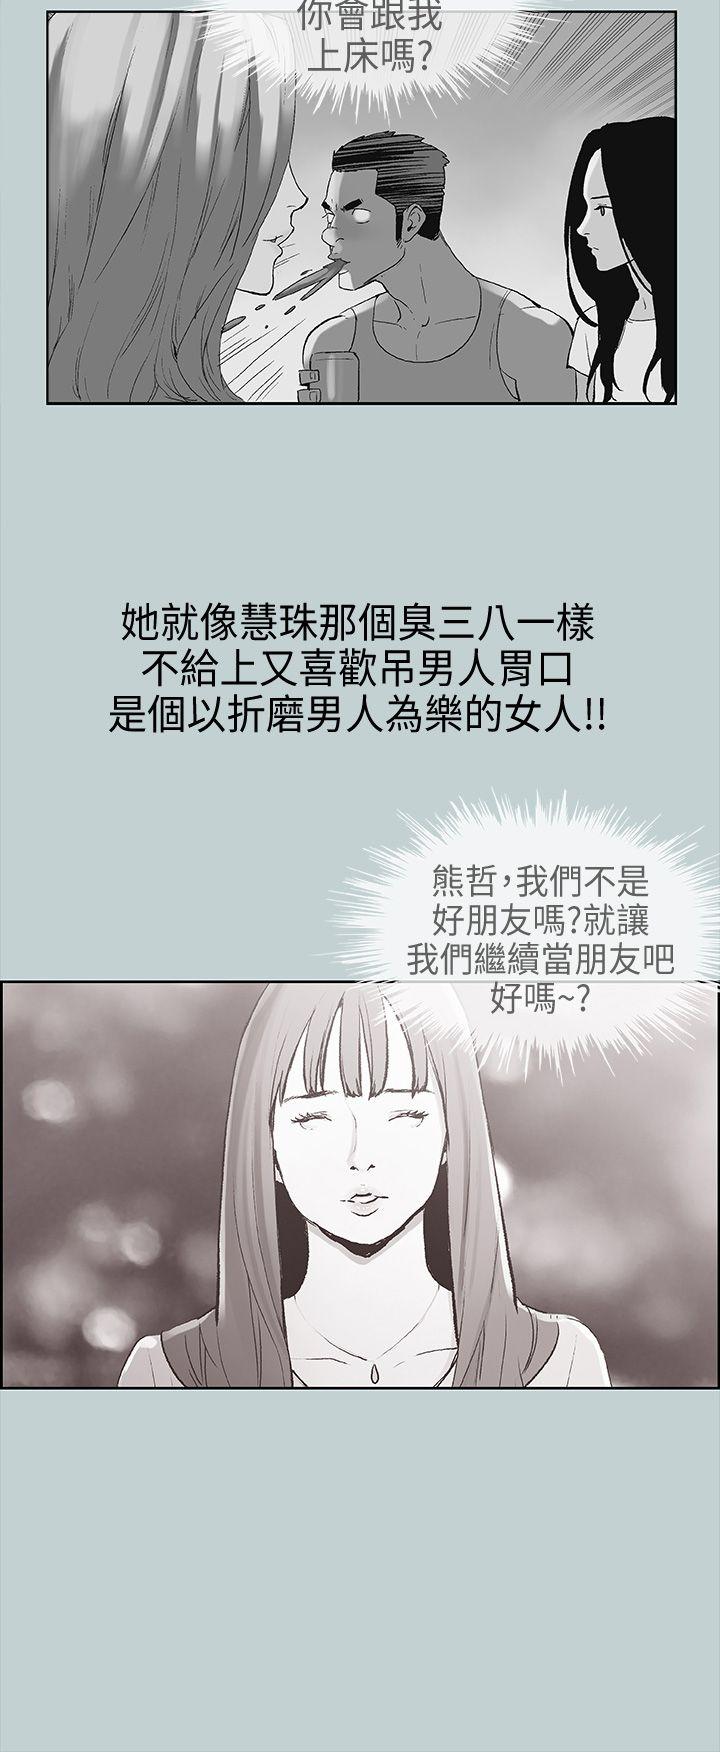 你會跟我
上床嗎?
她就像慧珠那個臭三八一樣
不給上又喜歡吊男人胃口
是個以折磨男人為樂的女人!!
熊哲，我們不是
好朋友嗎?就讓
我們繼續當朋友吧
好嗎~?